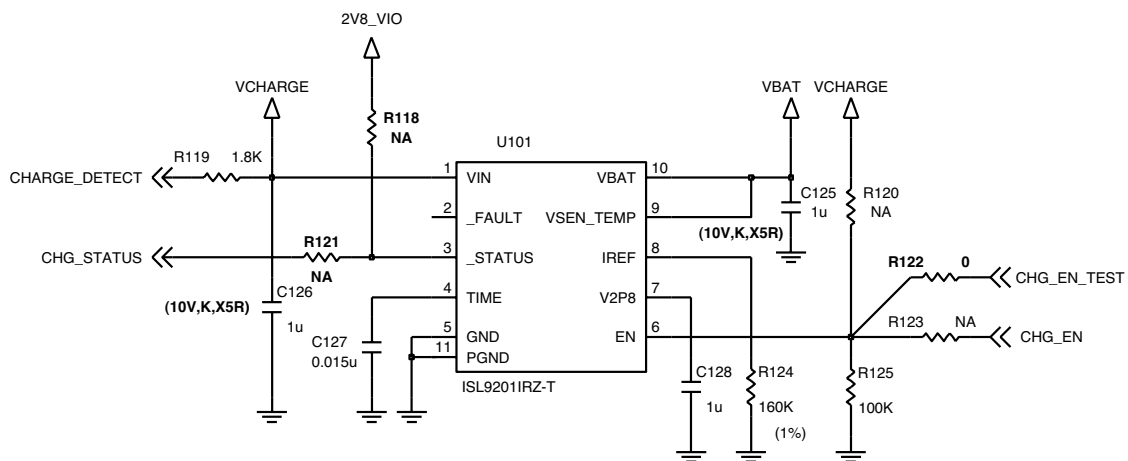 2V8_VIO
VCHARGE
VBAT
VCHARGE
R118
NA
U101
R119
1.8K
CHARGE_DETECT
1
VIN
VBAT
10
C125
1u
R120
NA
2
_FAULT
VSEN_TEMP
9
(10V,K,X5R)
R121
NA
CHG_STATUS
3
_STATUS
IREF
8
R122
0
CHG_EN_TEST
C126
(10V,K,X5R)
1u
4
TIME
V2P8
7
R123
NA
CHG_EN
C127
0.015u
5
GND
EN
6
11
PGND
ISL9201IRZ-T
C128
1u
R124
160K
(1%)
R125
100K